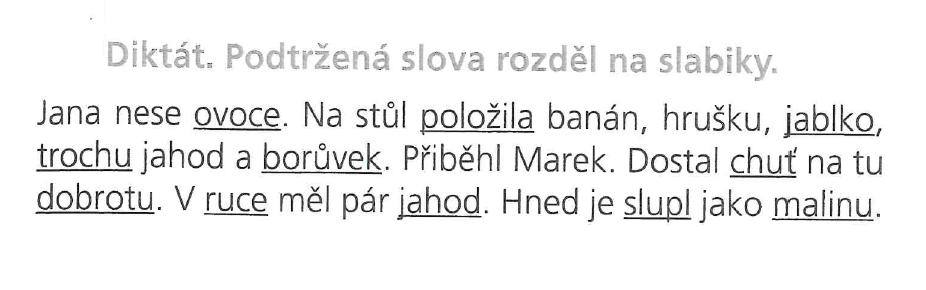 Diktát. Podtržená slova rozděl na slabiky.
Jana nese ovoce. Na stůl položila banán, hrušku, jablko,
trochu jahod a borůvek. Přiběhl Marek. Dostal chuť na tu
dobrotu. V ruce měl pár jahod. Hned je slupl jako malinu.